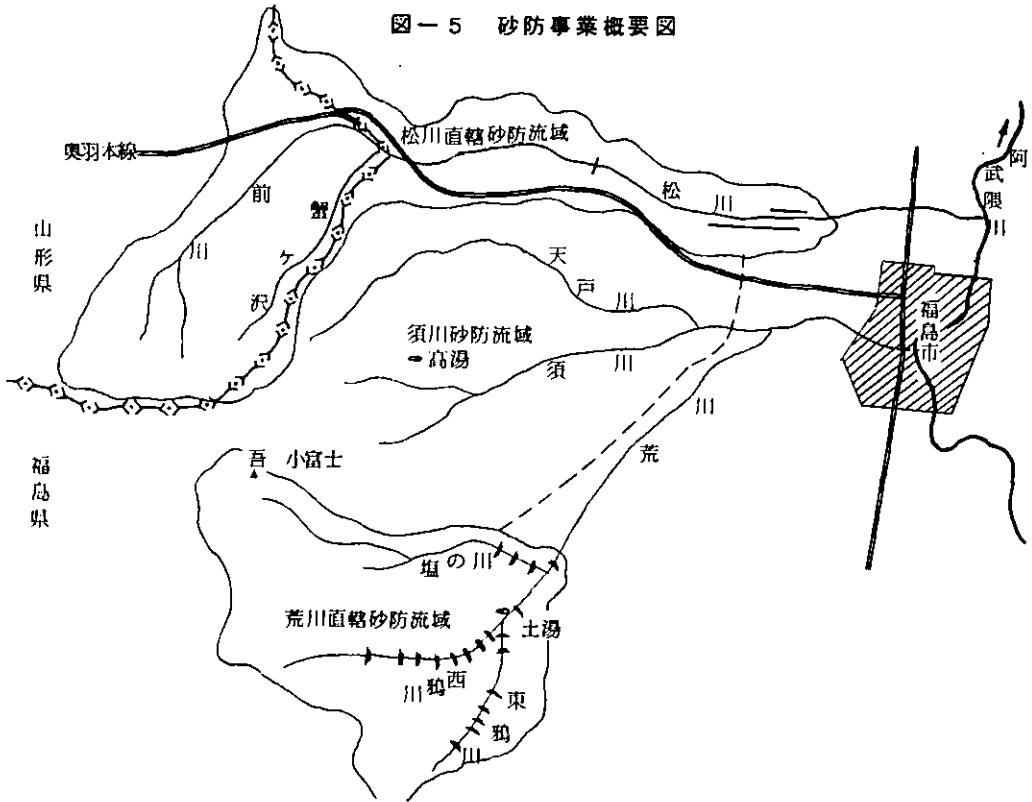 図－5 砂防事業概要図
奥羽本線
松川直轄砂防流域
松川
阿武隈川
前川
蟹ヶ沢
山形県
天戸川
福島市
須川砂防流域
高湯
須川
荒川
福島県
吾
小富士
塩の川
荒川直轄砂防流域
土湯
西鴉川
東鴉川